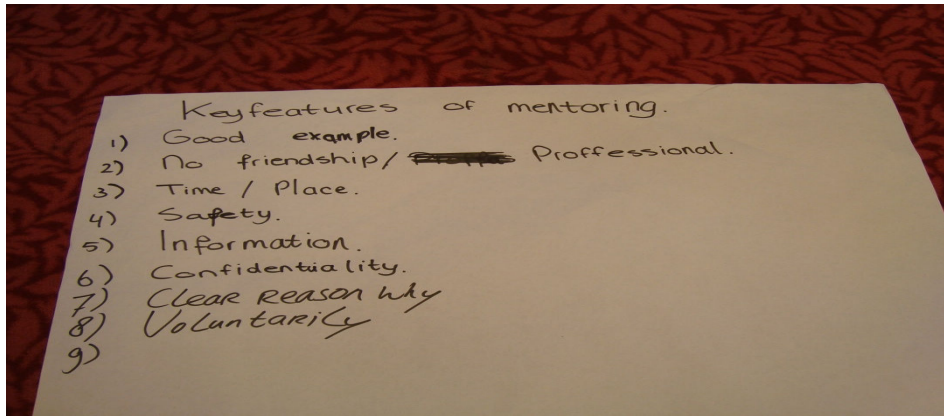 Keyfeatures of mentoring.
1) Good example.
2) No friendship/ Proffessional.
3) Time / Place.
4) Safety.
5) Information.
6) Confidentuality.
7) Clear Reason why
8) Voluntarily
9)